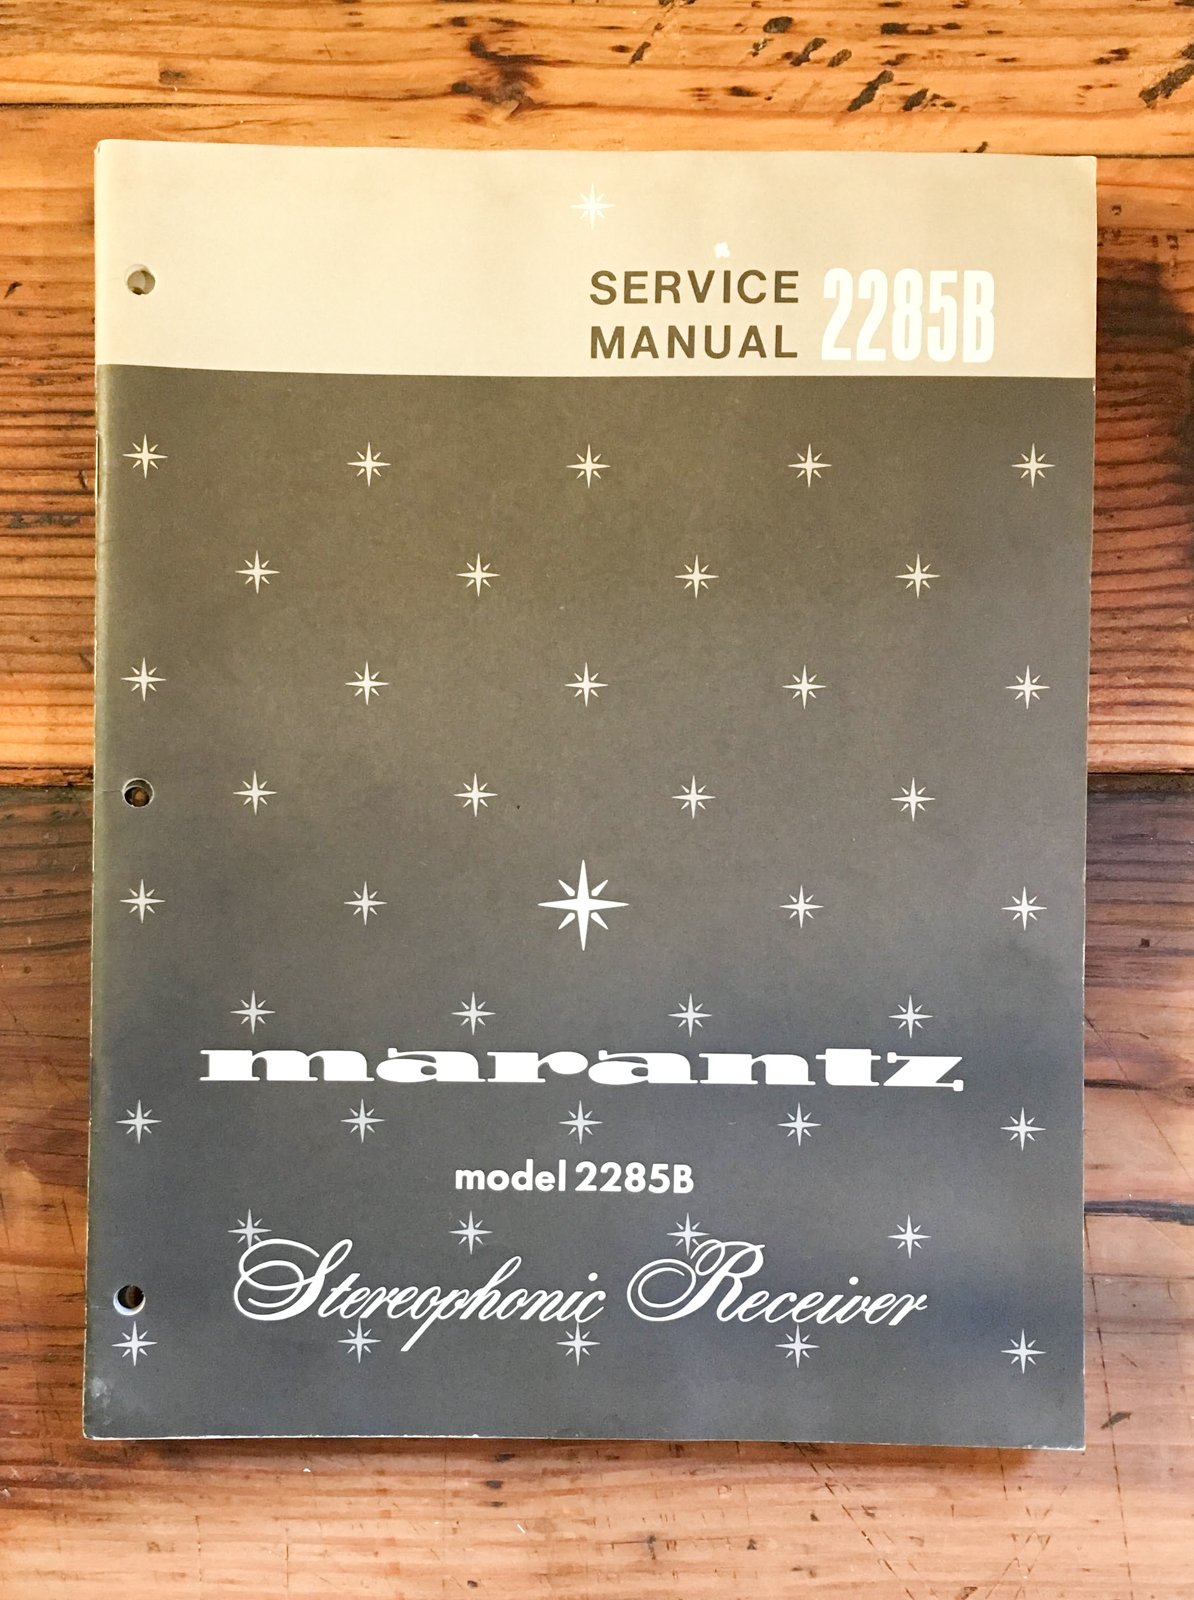 SERVICE
MANUAL 2285B
marantz
model 2285B
Stereophonic Receiver